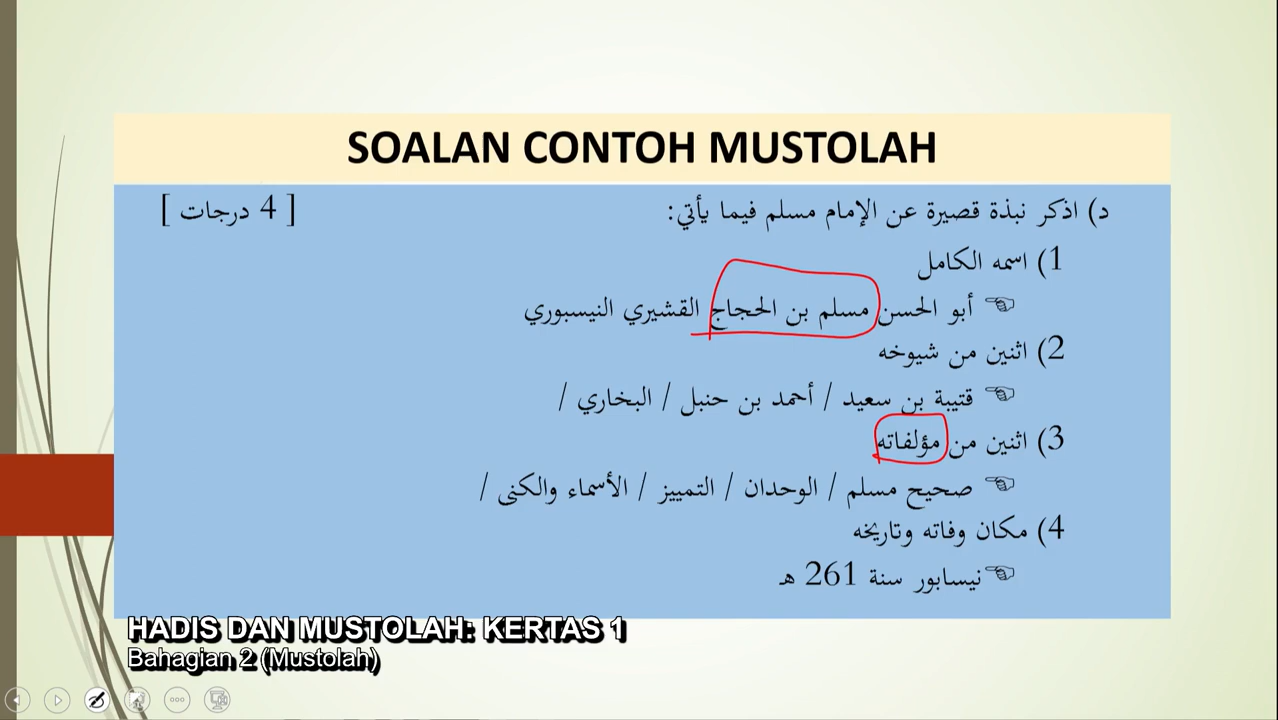 SOALAN CONTOH MUSTOLAH
د) اذكر نبذة قصيرة عن الإمام مسلم فيما يأتي: [ 4 درجات ]
1) اسمه الكامل
أبو الحسن مسلم بن الحجاج القشيري النيسبوري
2) اثنين من شيوخه
قتيبة بن سعيد / أحمد بن حنبل / البخاري /
3) اثنين من مؤلفاته
صحيح مسلم / الوحدان / التمييز / الأسماء والكنى /
4) مكان وفاته وتاريخه
نيسابور سنة 261 هـ
HADIS DAN MUSTOLAH: KERTAS 1
Bahagian 2 (Mustolah)